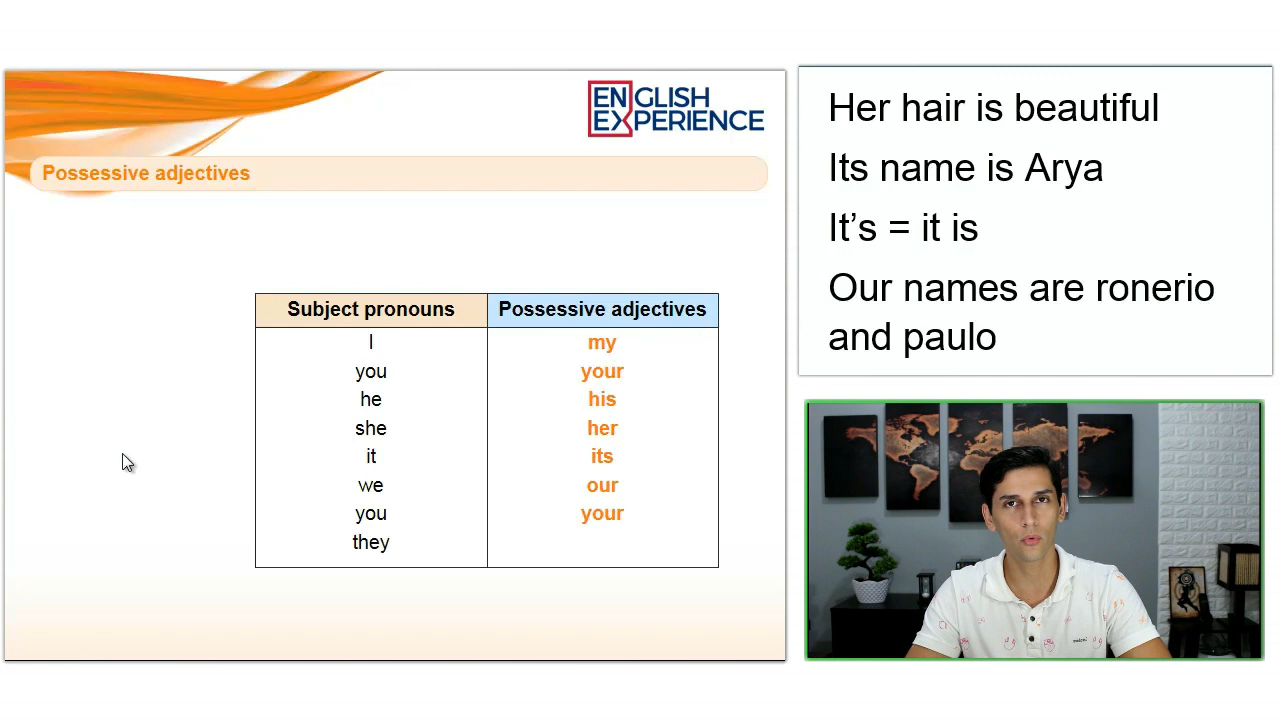 ENGLISH
EXPERIENCE
Possessive adjectives
Subject pronouns Possessive adjectives
I my
you your
he his
she her
it its
we our
you your
they
Her hair is beautiful
Its name is Arya
It’s = it is
Our names are ronerio
and paulo